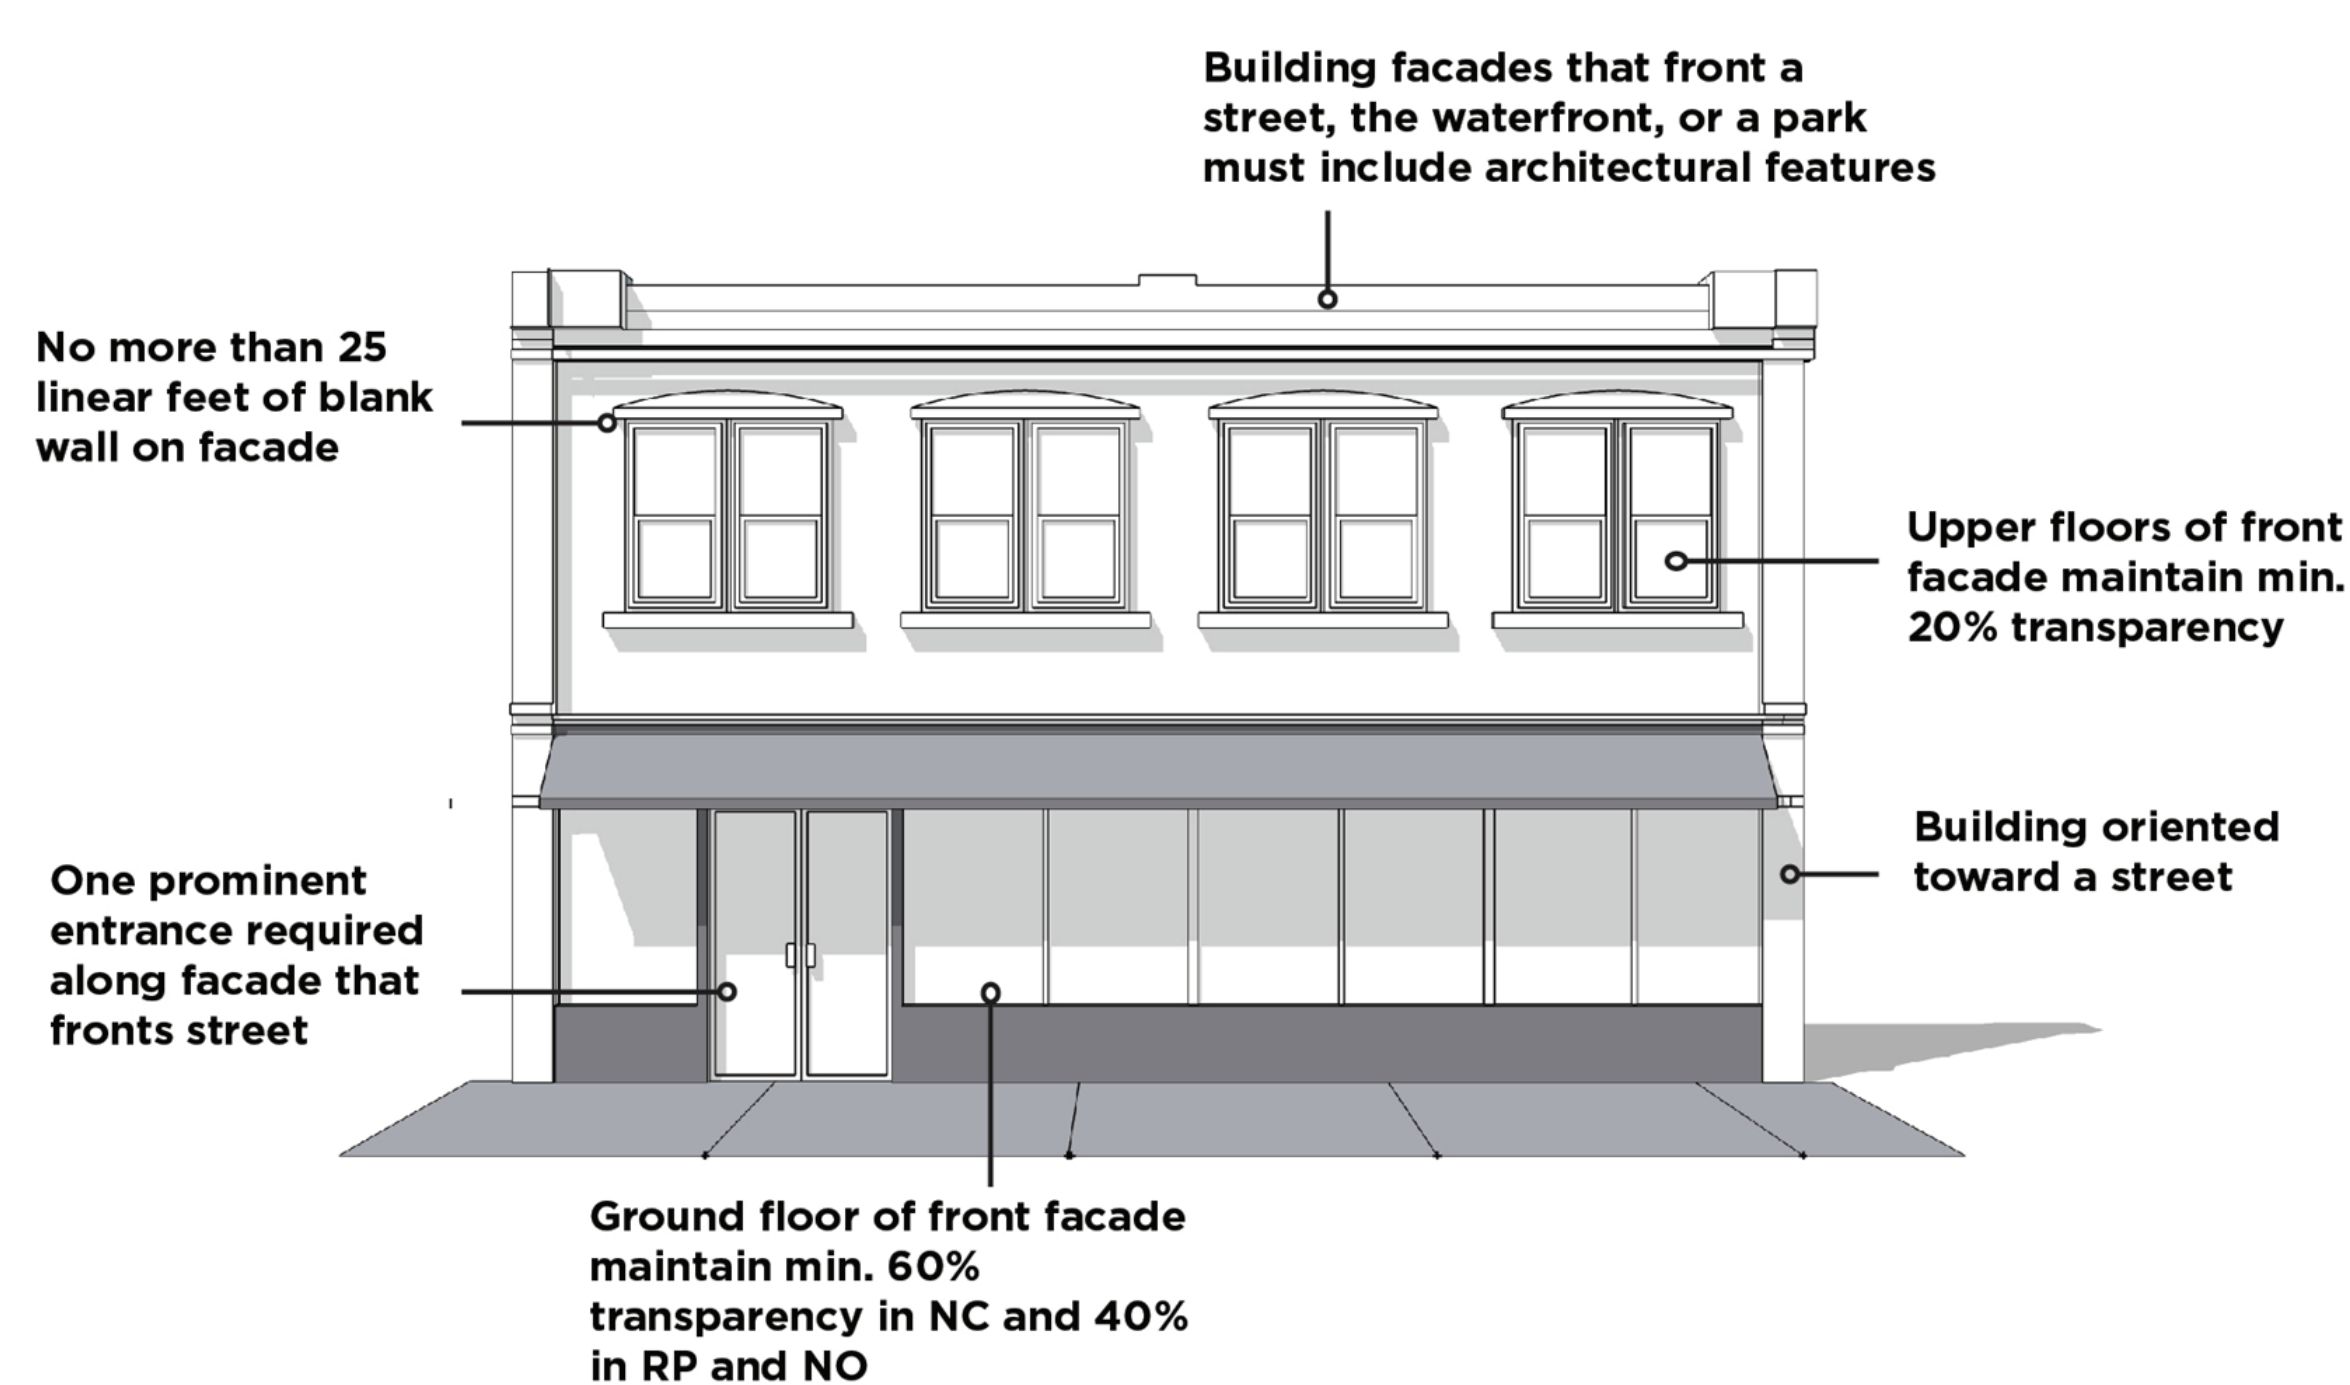 Building facades that front a
street, the waterfront, or a park
must include architectural features
No more than 25
linear feet of blank
wall on facade
Upper floors of front
facade maintain min.
20% transparency
Building oriented
toward a street
One prominent
entrance required
along facade that
fronts street
Ground floor of front facade
maintain min. 60%
transparency in NC and 40%
in RP and NO